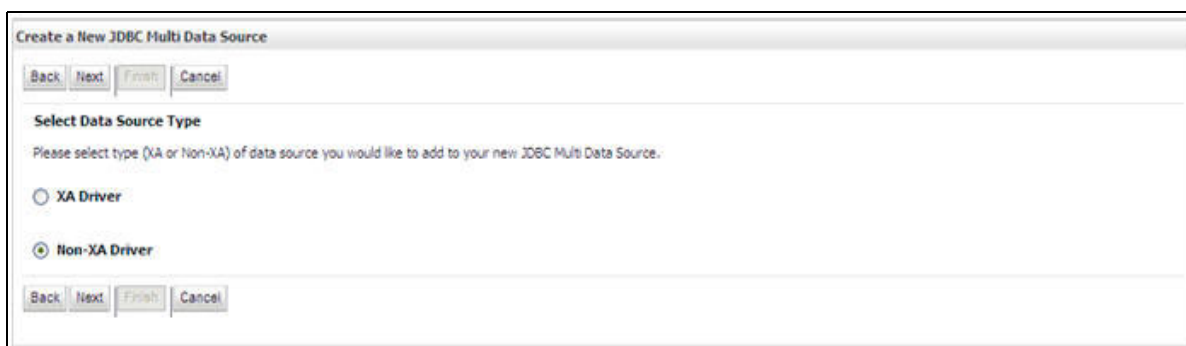 Create a New JDBC Multi Data Source
Back Next Finish Cancel
Select Data Source Type
Please select type (XA or Non-XA) of data source you would like to add to your new JDBC Multi Data Source.
XA Driver
Non-XA Driver
Back Next Finish Cancel